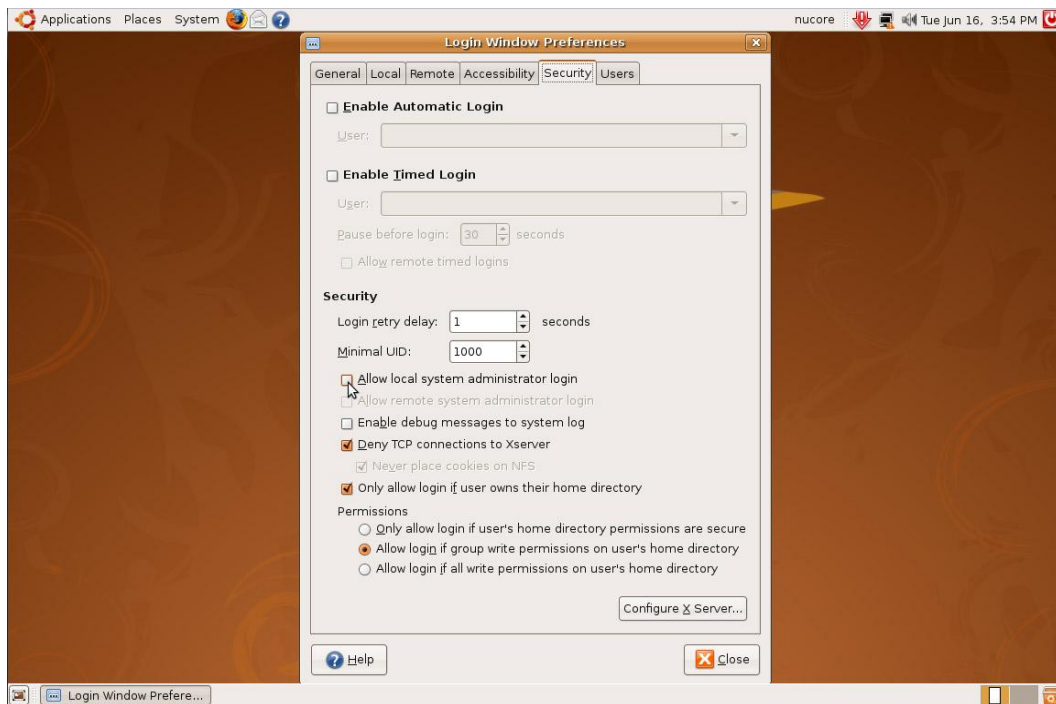 Applications Places System
nucore Tue Jun 16, 3:54 PM
Login Window Preferences
General Local Remote Accessibility Security Users
Enable Automatic Login
User:
Enable Timed Login
User:
Pause before login: 30 seconds
Allow remote timed logins
Security
Login retry delay: 1 seconds
Minimal UID: 1000
Allow local system administrator login
Allow remote system administrator login
Enable debug messages to system log
Deny TCP connections to Xserver
Never place cookies on NFS
Only allow login if user owns their home directory
Permissions
Only allow login if user's home directory permissions are secure
Allow login if group write permissions on user's home directory
Allow login if all write permissions on user's home directory
Configure X Server...
Help Close
Login Window Prefere...